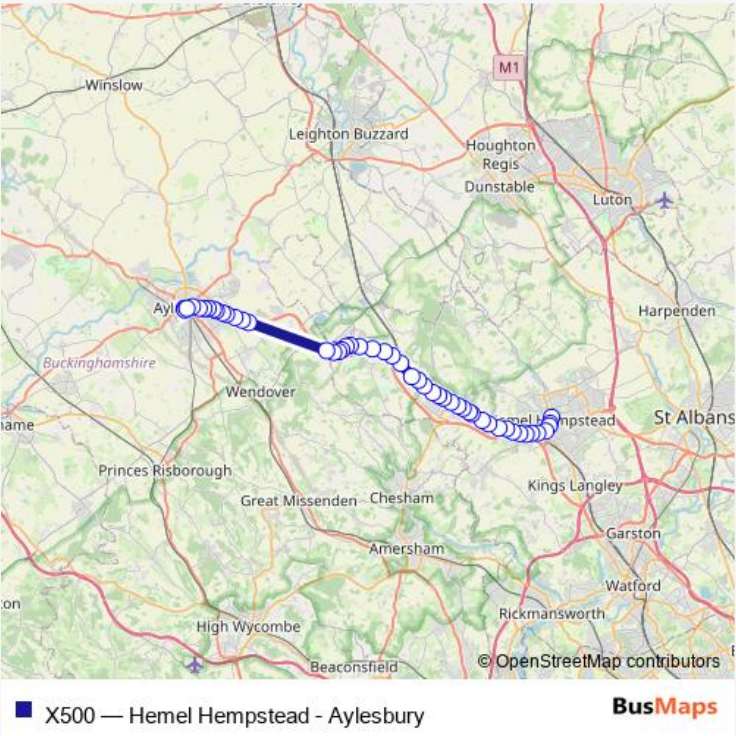 M1
Winslow
Leighton Buzzard
Houghton
Regis
Dunstable
Luton
Harpenden
Buckinghamshire
Wendover
St Albans
Princes Risborough
Kings Langley
Great Missenden
Chesham
Garston
Amersham
Watford
Rickmansworth
High Wycombe
Beaconsfield
© OpenStreetMap contributors
X500 — Hemel Hempstead - Aylesbury
BusMaps